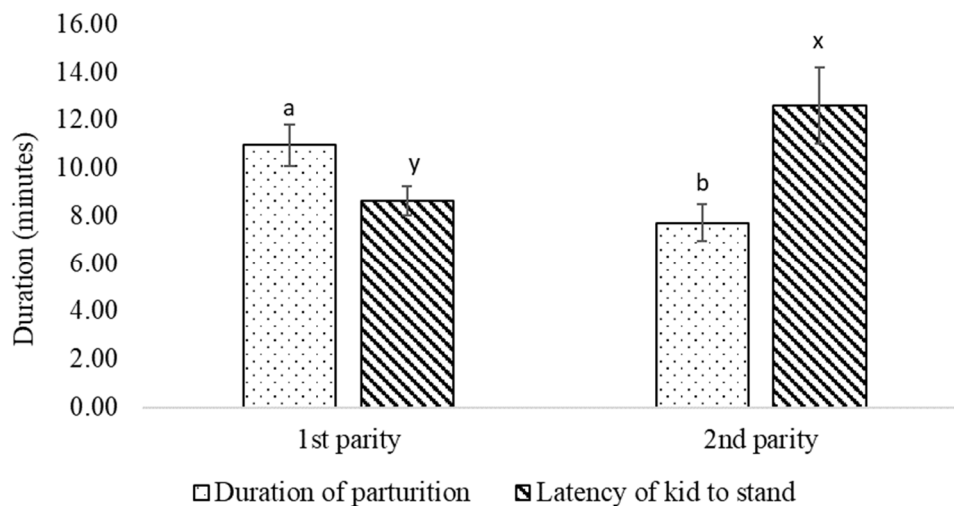 16.00
14.00
12.00
10.00
8.00
6.00
4.00
2.00
0.00
Duration (minutes)
a
y
b
x
1st parity
2nd parity
Duration of parturition
Latency of kid to stand